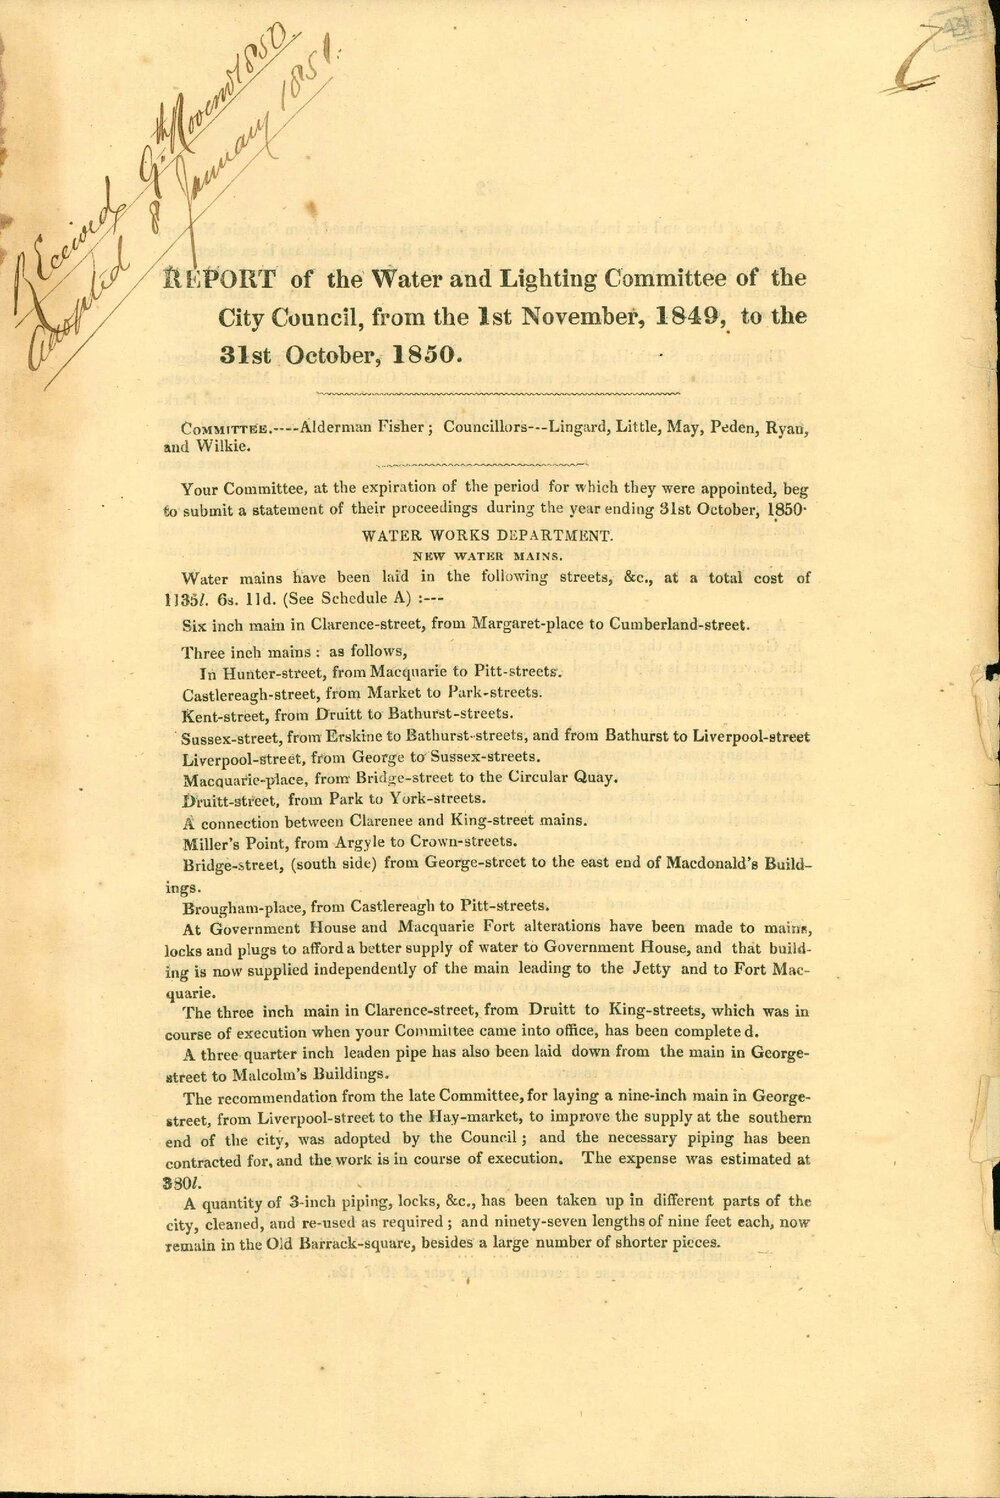 Received 9th. Novemr 1850.
Adopted 8 January 1851.
REPORT of the Water and Lighting Committee of the
City Council, from the 1st November, 1849, to the
31st October, 1850.
COMMITTEE.----Alderman Fisher; Councillors---Lingard, Little, May, Peden, Ryan,
and Wilkie.
Your Committee, at the expiration of the period for which they were appointed, beg
to submit a statement of their proceedings during the year ending 31st October, 1850·
WATER WORKS DEPARTMENT.
NEW WATER MAINS.
Water mains have been laid in the following streets, &c., at a total cost of
1135l. 6s. 11d. (See Schedule A) :---
Six inch main in Clarence-street, from Margaret-place to Cumberland-street.
Three inch mains: as follows,
In Hunter-street, from Macquarie to Pitt-streets.
Castlereagh-street, from Market to Park-streets.
Kent-street, from Druitt to Bathurst-streets.
Sussex-street, from Erskine to Bathurst-streets, and from Bathurst to Liverpool-street
Liverpool-street, from George to Sussex-streets.
Macquarie-place, from Bridge-street to the Circular Quay.
Druitt-street, from Park to York-streets.
A connection between Clarenee and King-street mains.
Miller's Point, from Argyle to Crown-streets.
Bridge-street, (south side) from George-street to the east end of Macdonald's Build-
ings.
Brougham-place, from Castlereagh to Pitt-streets.
At Government House and Macquarie Fort alterations have been made to mains,
locks and plugs to afford a better supply of water to Government House, and that build-
ing is now supplied independently of the main leading to the Jetty and to Fort Mac-
quarie.
The three inch main in Clarence-street, from Druitt to King-streets, which was in
course of execution when your Committee came into office, has been complete d.
A three quarter inch leaden pipe has also been laid down from the main in George-
street to Malcolm's Buildings.
The recommendation from the late Committee, for laying a nine-inch main in George-
street, from Liverpool-street to the Hay-market, to improve the supply at the southern
end of the city, was adopted by the Council; and the necessary piping has been
contracted for, and the work is in course of execution. The expense was estimated at
380l.
A quantity of 3-inch piping, locks, &c., has been taken up in different parts of the
city, cleaned, and re-used as required; and ninety-seven lengths of nine feet each, now
remain in the Old Barrack-square, besides a large number of shorter pieces.